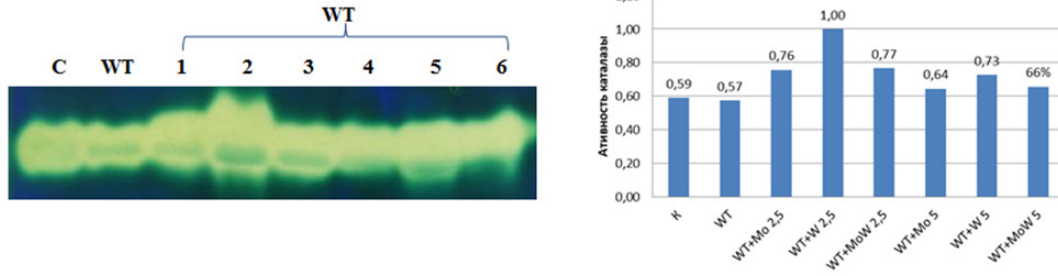 WT
C WT 1 2 3 4 5 6
Ативность каталазы
1,00
0,80
0,60
0,40
0,20
0,00
0,59
0,57
0,76
1,00
0,77
0,64
0,73
66%
К
WT
WT+Mo 2,5
WT+W 2,5
WT+MoW 2,5
WT+Mo 5
WT+W 5
WT+MoW 5